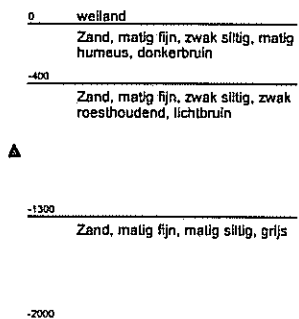 0 weiland
Zand, matig fijn, zwak siltig, matig
humeus, donkerbruin
-400
Zand, matig fijn, zwak siltig, zwak
roesthoudend, lichtbruin
-1300
Zand, matig fijn, matig siltig, grijs
-2000